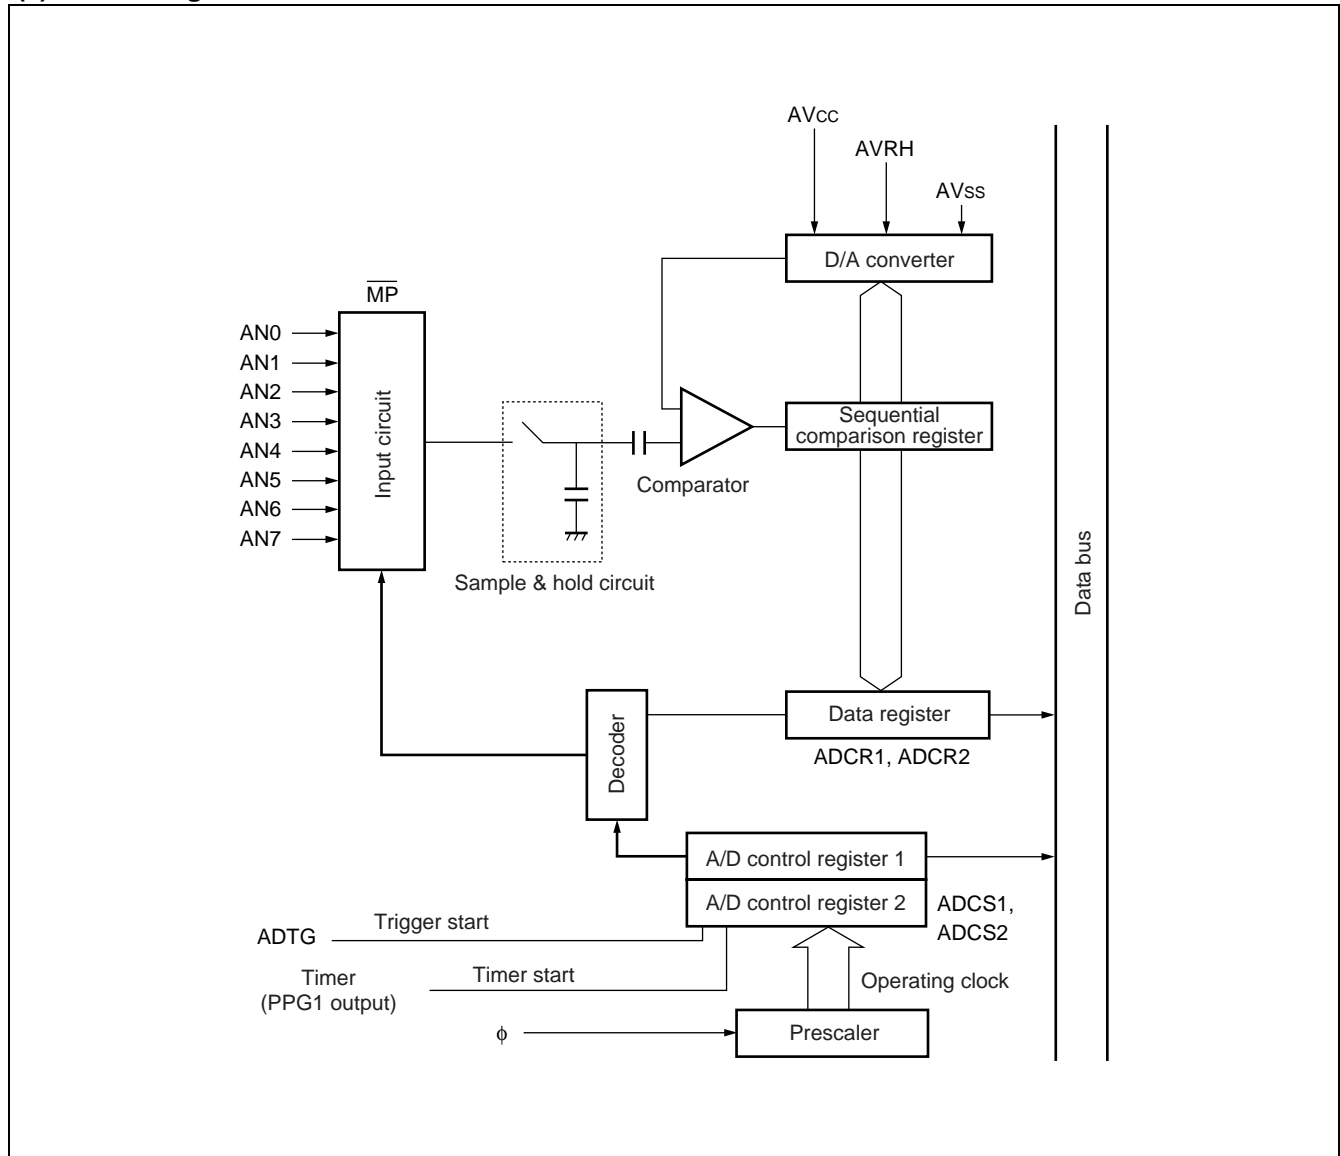 AVCC
AVRH
AVSS
D/A converter
MP
AN0
AN1
AN2
AN3
AN4
AN5
AN6
AN7
Input circuit
Sequential
comparison register
Comparator
Sample & hold circuit
Data bus
Decoder
Data register
ADCR1, ADCR2
A/D control register 1
A/D control register 2
ADCS1,
ADCS2
Trigger start
ADTG
Timer
(PPG1 output)
Timer start
Operating clock
ϕ
Prescaler